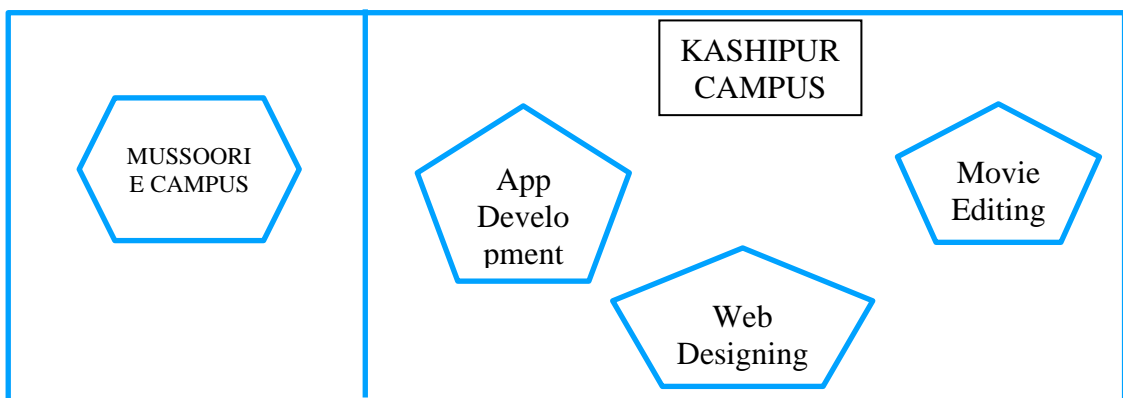 KASHIPUR
CAMPUS
MUSSOORI
E CAMPUS
App
Develo
pment
Movie
Editing
Web
Designing